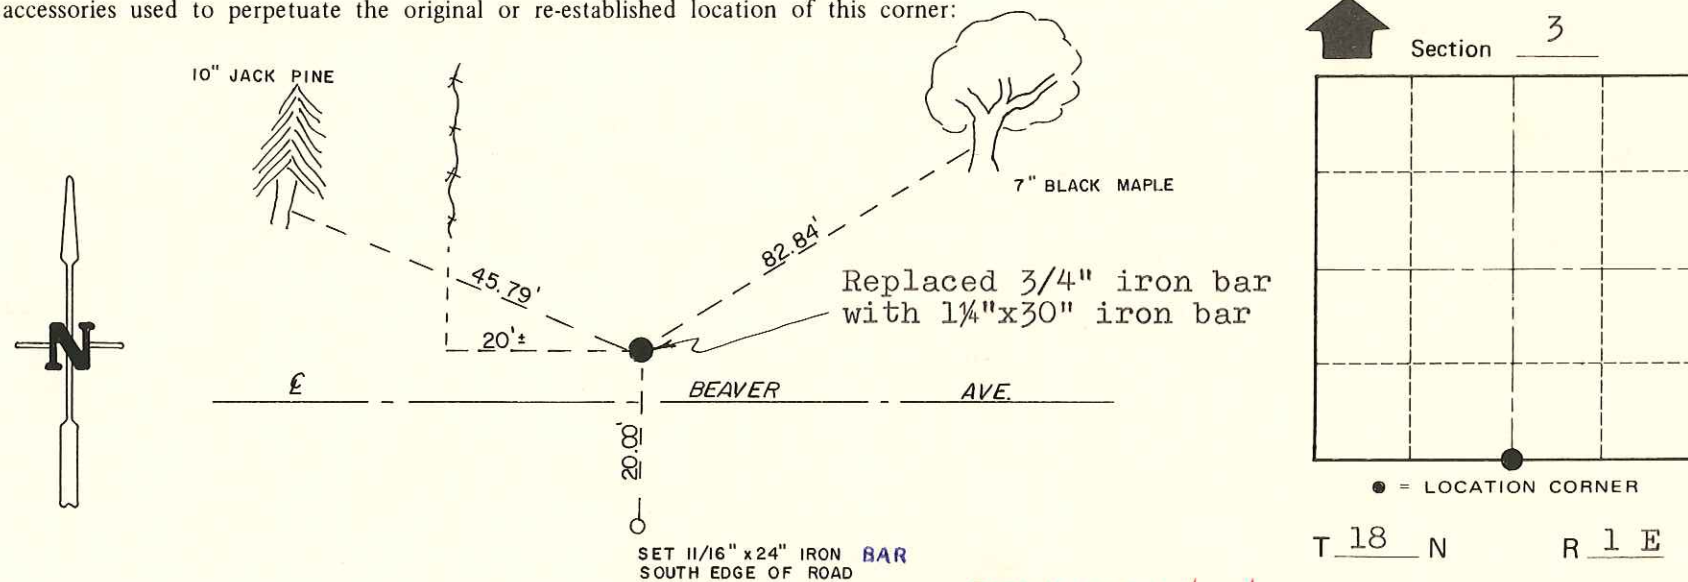 accessories used to perpetuate the original or re-established location of this corner:
Section 3
10" JACK PINE
7" BLACK MAPLE
82.84'
45.79'
Replaced 3/4" iron bar
with 1¼"x30" iron bar
20'±
N
℄ BEAVER AVE.
20.00'
SET 11/16" x 24" IRON BAR
SOUTH EDGE OF ROAD
● = LOCATION CORNER
T 18 N R 1 E